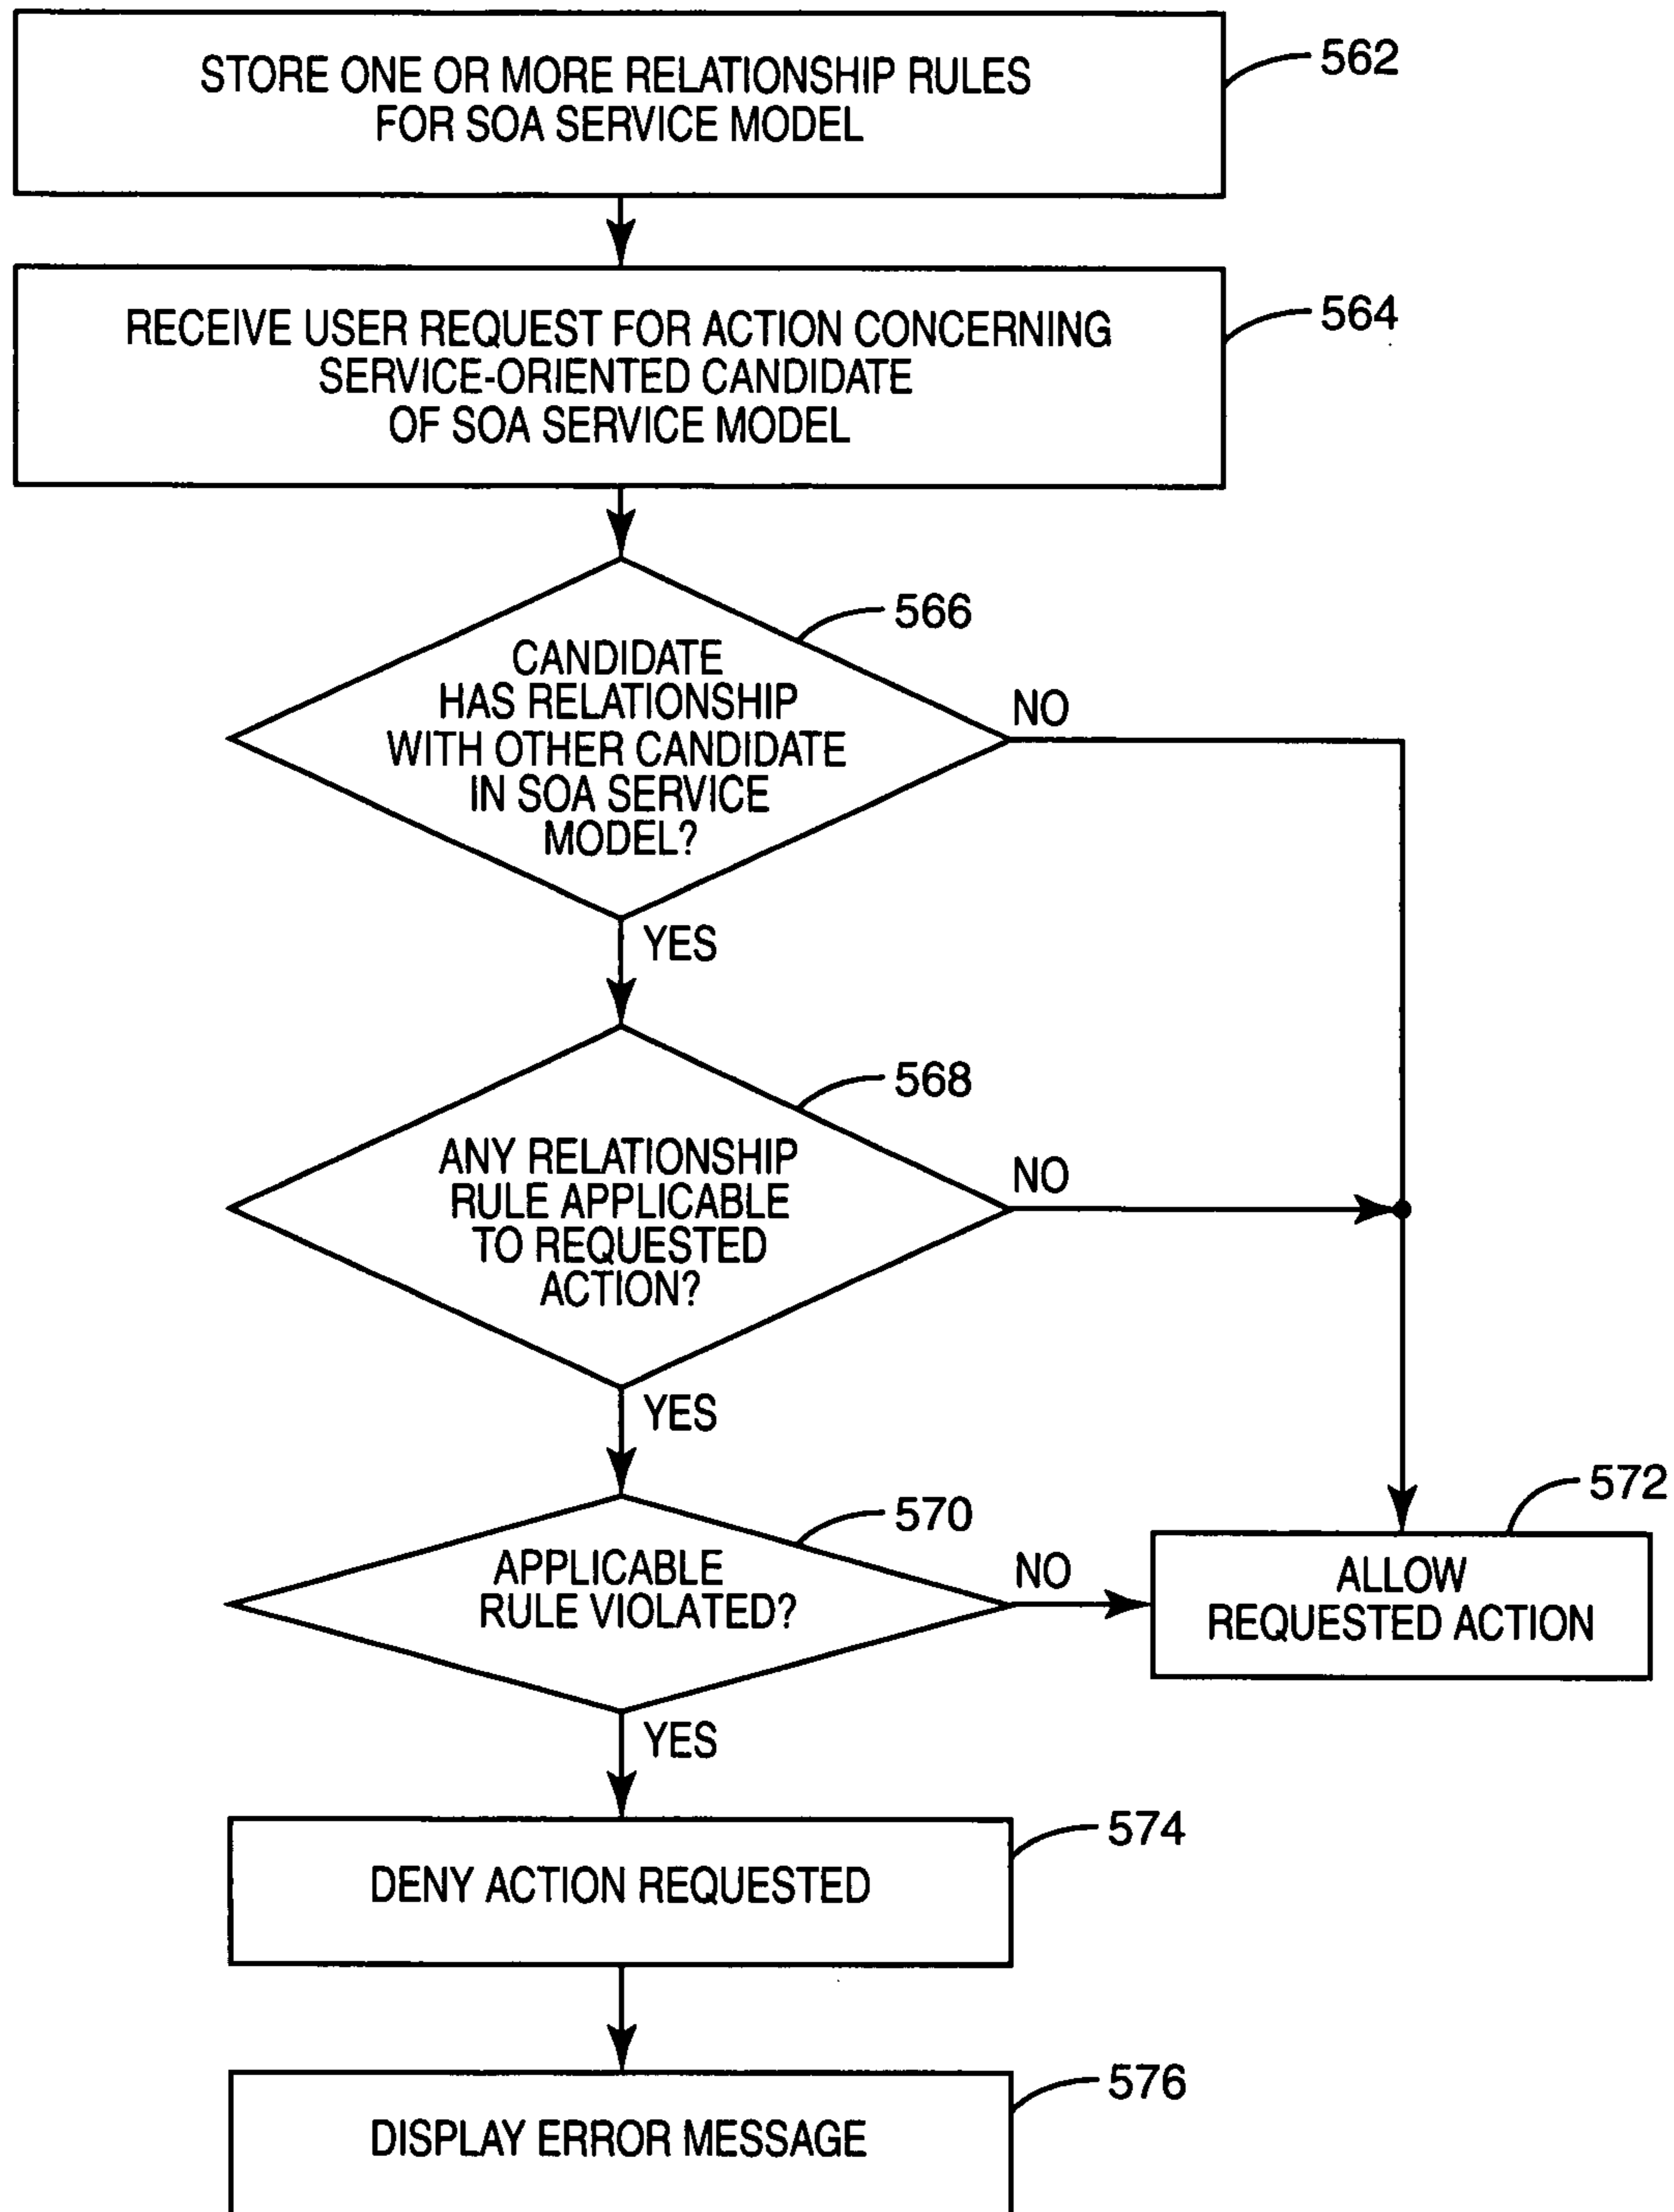 STORE ONE OR MORE RELATIONSHIP RULES
FOR SOA SERVICE MODEL
562
RECEIVE USER REQUEST FOR ACTION CONCERNING
SERVICE-ORIENTED CANDIDATE
OF SOA SERVICE MODEL
564
566
CANDIDATE
HAS RELATIONSHIP
WITH OTHER CANDIDATE
IN SOA SERVICE
MODEL?
NO
YES
568
ANY RELATIONSHIP
RULE APPLICABLE
TO REQUESTED
ACTION?
NO
YES
570
APPLICABLE
RULE VIOLATED?
NO
572
ALLOW
REQUESTED ACTION
YES
574
DENY ACTION REQUESTED
576
DISPLAY ERROR MESSAGE